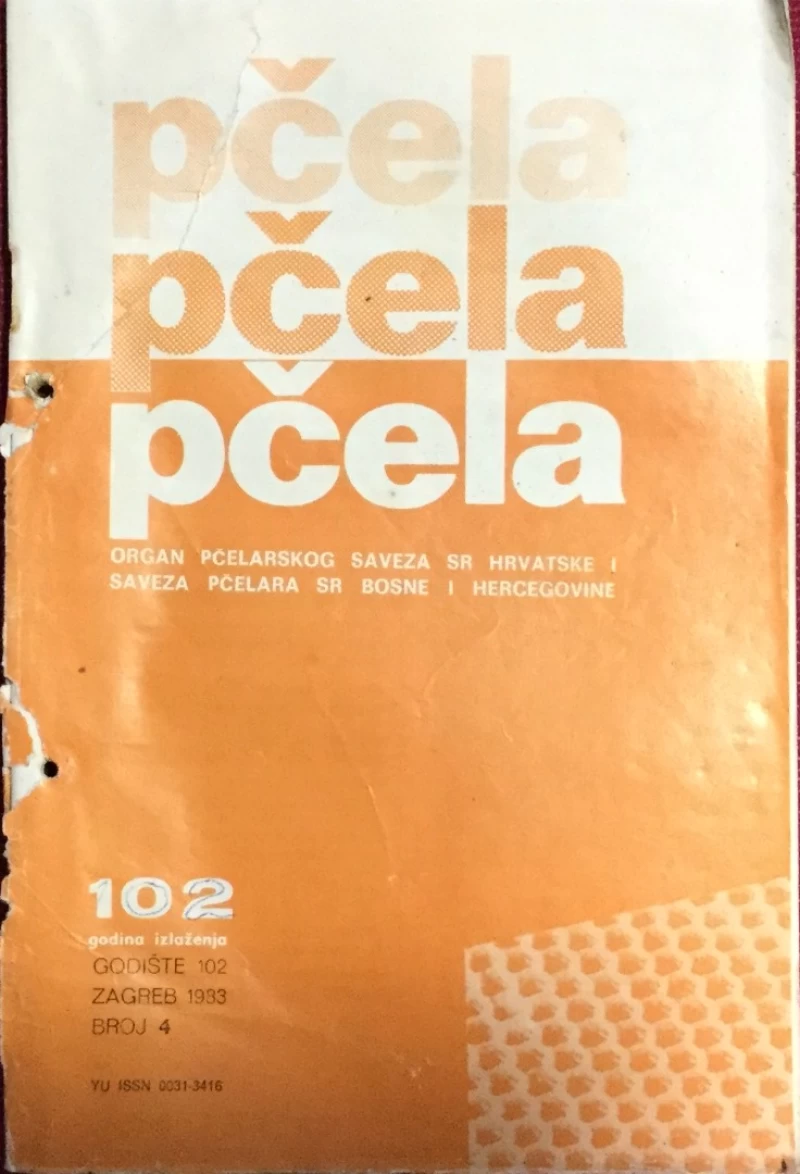 pčela
pčela
pčela
ORGAN PČELARSKOG SAVEZA SR HRVATSKE I
SAVEZA PČELARA SR BOSNE I HERCEGOVINE
102
godina izlaženja
GODIŠTE 102
ZAGREB 1983
BROJ 4
YU ISSN 0031-3416